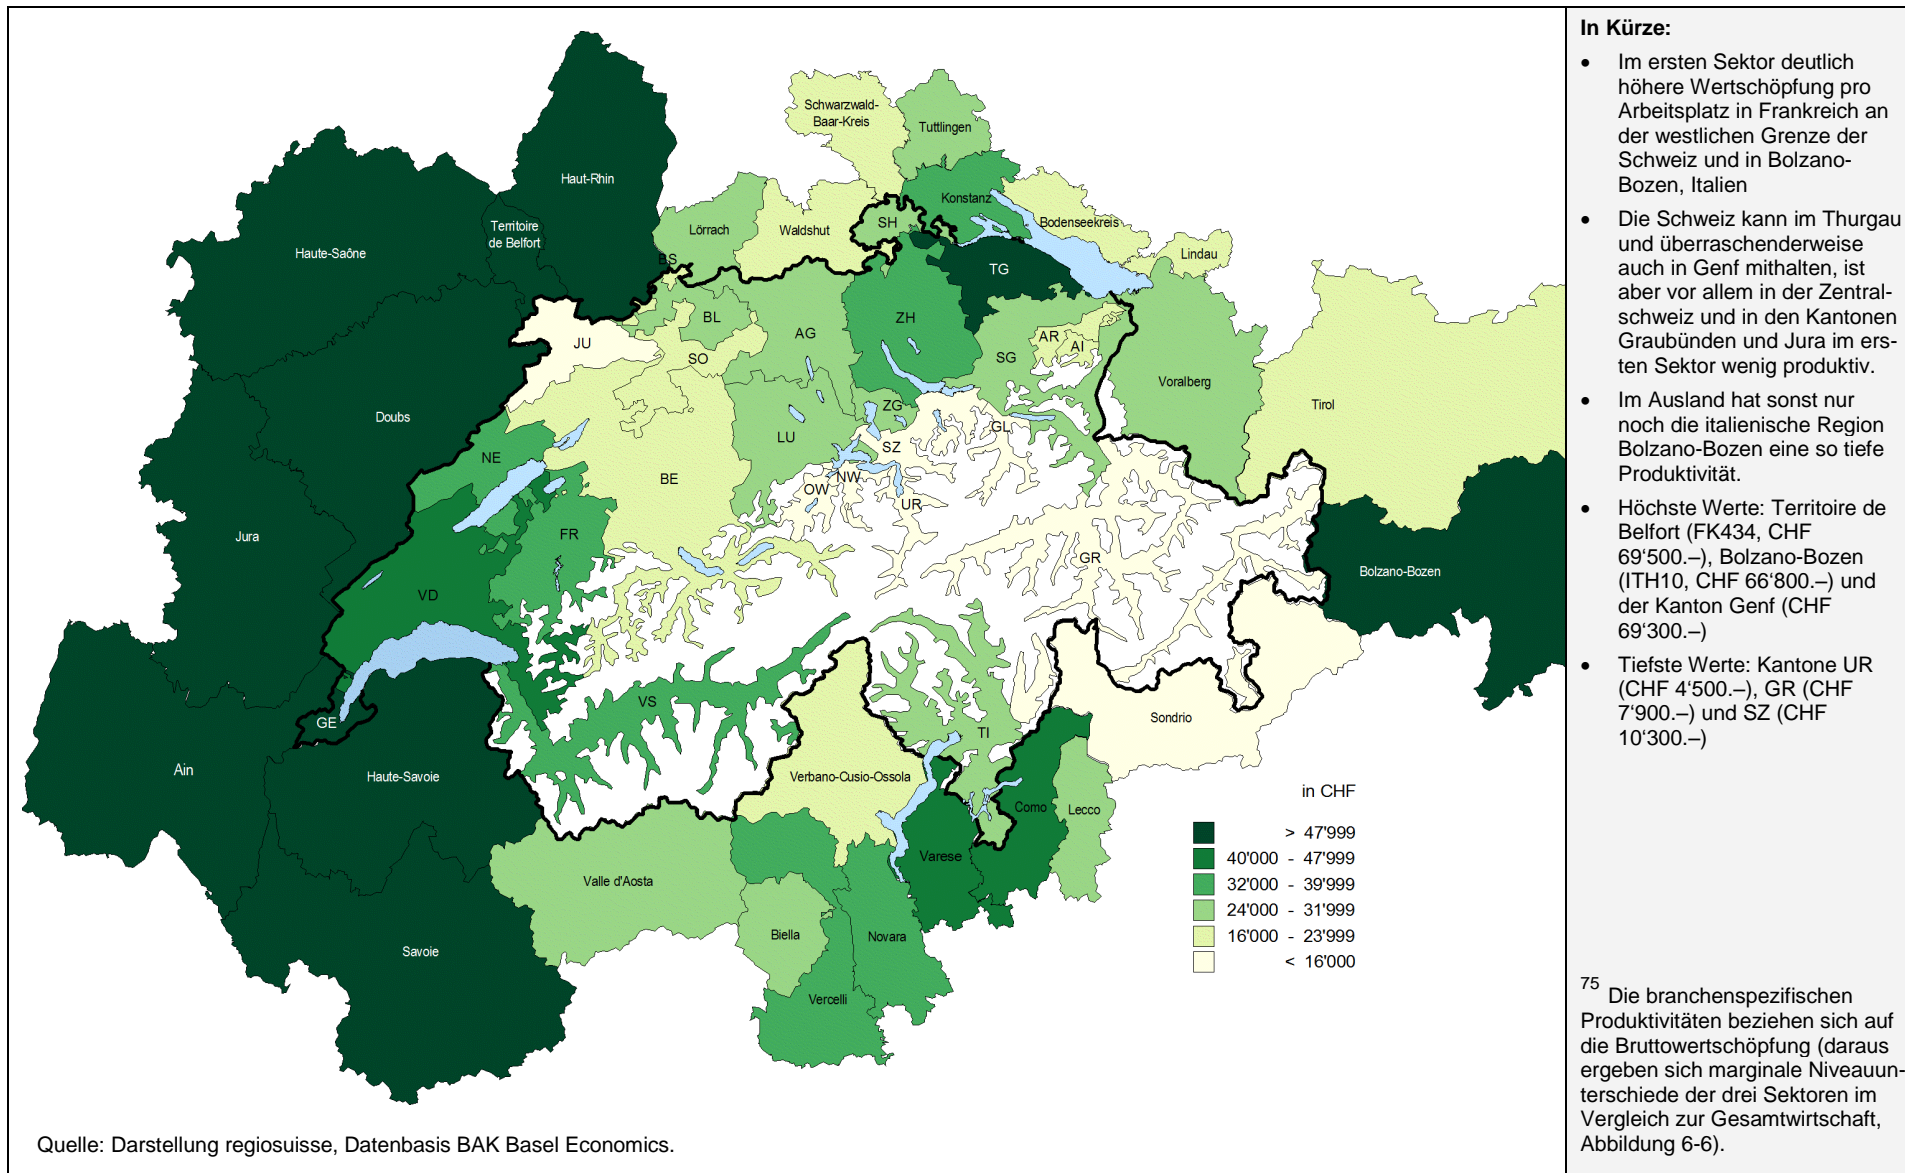 Schwarzwald-
Baar-Kreis
Tuttlingen
Haut-Rhin
Konstanz
Bodenseekreis
Lörrach
Waldshut
SH
Territoire
de Belfort
Haute-Saône
BS
Lindau
TG
BL
AG
ZH
JU
SO
SG
AR
AI
Voralberg
Tirol
Doubs
ZG
LU
GL
SZ
NE
BE
NW
OW
UR
Jura
FR
GR
Bolzano-Bozen
VD
VS
Sondrio
GE
TI
Ain
Haute-Savoie
Verbano-Cusio-Ossola
Como
Lecco
Varese
Valle d'Aosta
Biella
Novara
Savoie
Vercelli
in CHF
> 47'999
40'000 - 47'999
32'000 - 39'999
24'000 - 31'999
16'000 - 23'999
< 16'000
Quelle: Darstellung regiosuisse, Datenbasis BAK Basel Economics.
In Kürze:
• Im ersten Sektor deutlich
höhere Wertschöpfung pro
Arbeitsplatz in Frankreich an
der westlichen Grenze der
Schweiz und in Bolzano-
Bozen, Italien
• Die Schweiz kann im Thurgau
und überraschenderweise
auch in Genf mithalten, ist
aber vor allem in der Zentral-
schweiz und in den Kantonen
Graubünden und Jura im ers-
ten Sektor wenig produktiv.
• Im Ausland hat sonst nur
noch die italienische Region
Bolzano-Bozen eine so tiefe
Produktivität.
• Höchste Werte: Territoire de
Belfort (FK434, CHF
69‘500.–), Bolzano-Bozen
(ITH10, CHF 66‘800.–) und
der Kanton Genf (CHF
69‘300.–)
• Tiefste Werte: Kantone UR
(CHF 4‘500.–), GR (CHF
7‘900.–) und SZ (CHF
10‘300.–)
75 Die branchenspezifischen
Produktivitäten beziehen sich auf
die Bruttowertschöpfung (daraus
ergeben sich marginale Niveauun-
terschiede der drei Sektoren im
Vergleich zur Gesamtwirtschaft,
Abbildung 6-6).